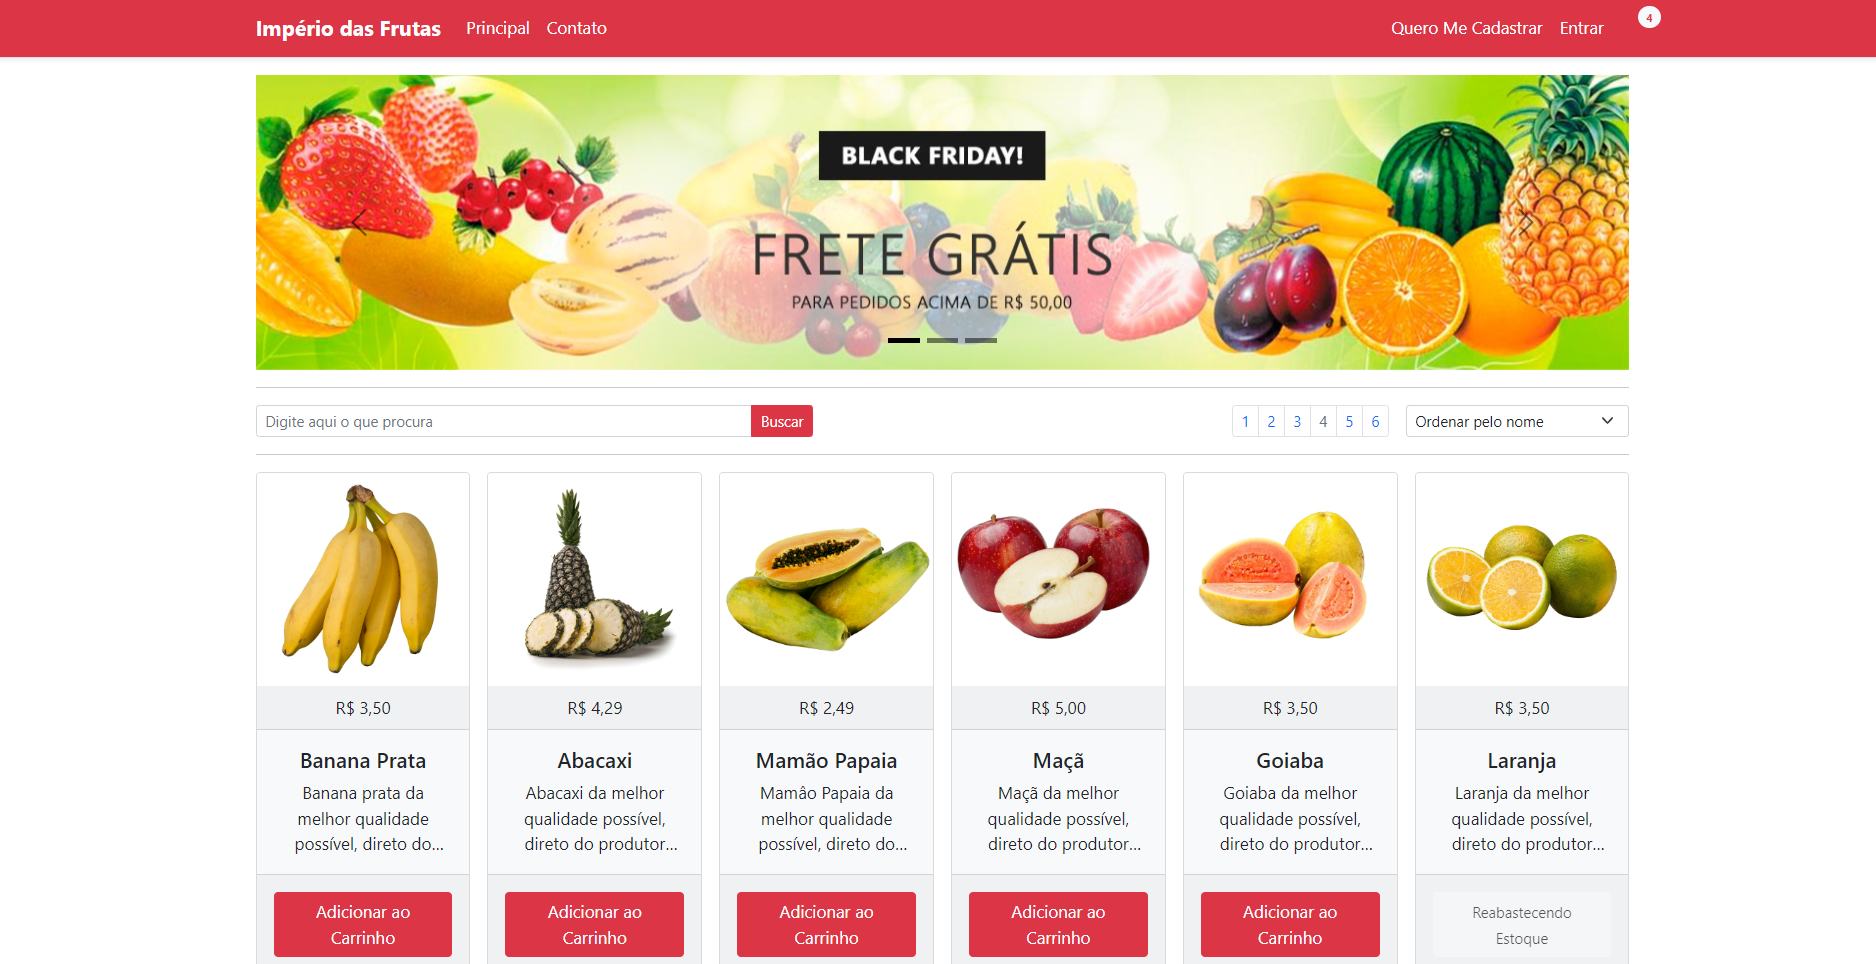 Império das Frutas Principal Contato Quero Me Cadastrar Entrar 4
BLACK FRIDAY!
FRETE GRÁTIS
PARA PEDIDOS ACIMA DE R$ 50,00
Digite aqui o que procura Buscar 1 2 3 4 5 6 Ordenar pelo nome
R$ 3,50 R$ 4,29 R$ 2,49 R$ 5,00 R$ 3,50 R$ 3,50
Banana Prata Abacaxi Mamão Papaia Maçã Goiaba Laranja
Banana prata da Abacaxi da melhor Mamâo Papaia da Maçã da melhor Goiaba da melhor Laranja da melhor
melhor qualidade qualidade possível, melhor qualidade qualidade possível, qualidade possível, qualidade possível,
possível, direto do... direto do produtor... possível, direto do... direto do produtor... direto do produtor... direto do produtor...
Adicionar ao Adicionar ao Adicionar ao Adicionar ao Adicionar ao Reabastecendo
Carrinho Carrinho Carrinho Carrinho Carrinho Estoque